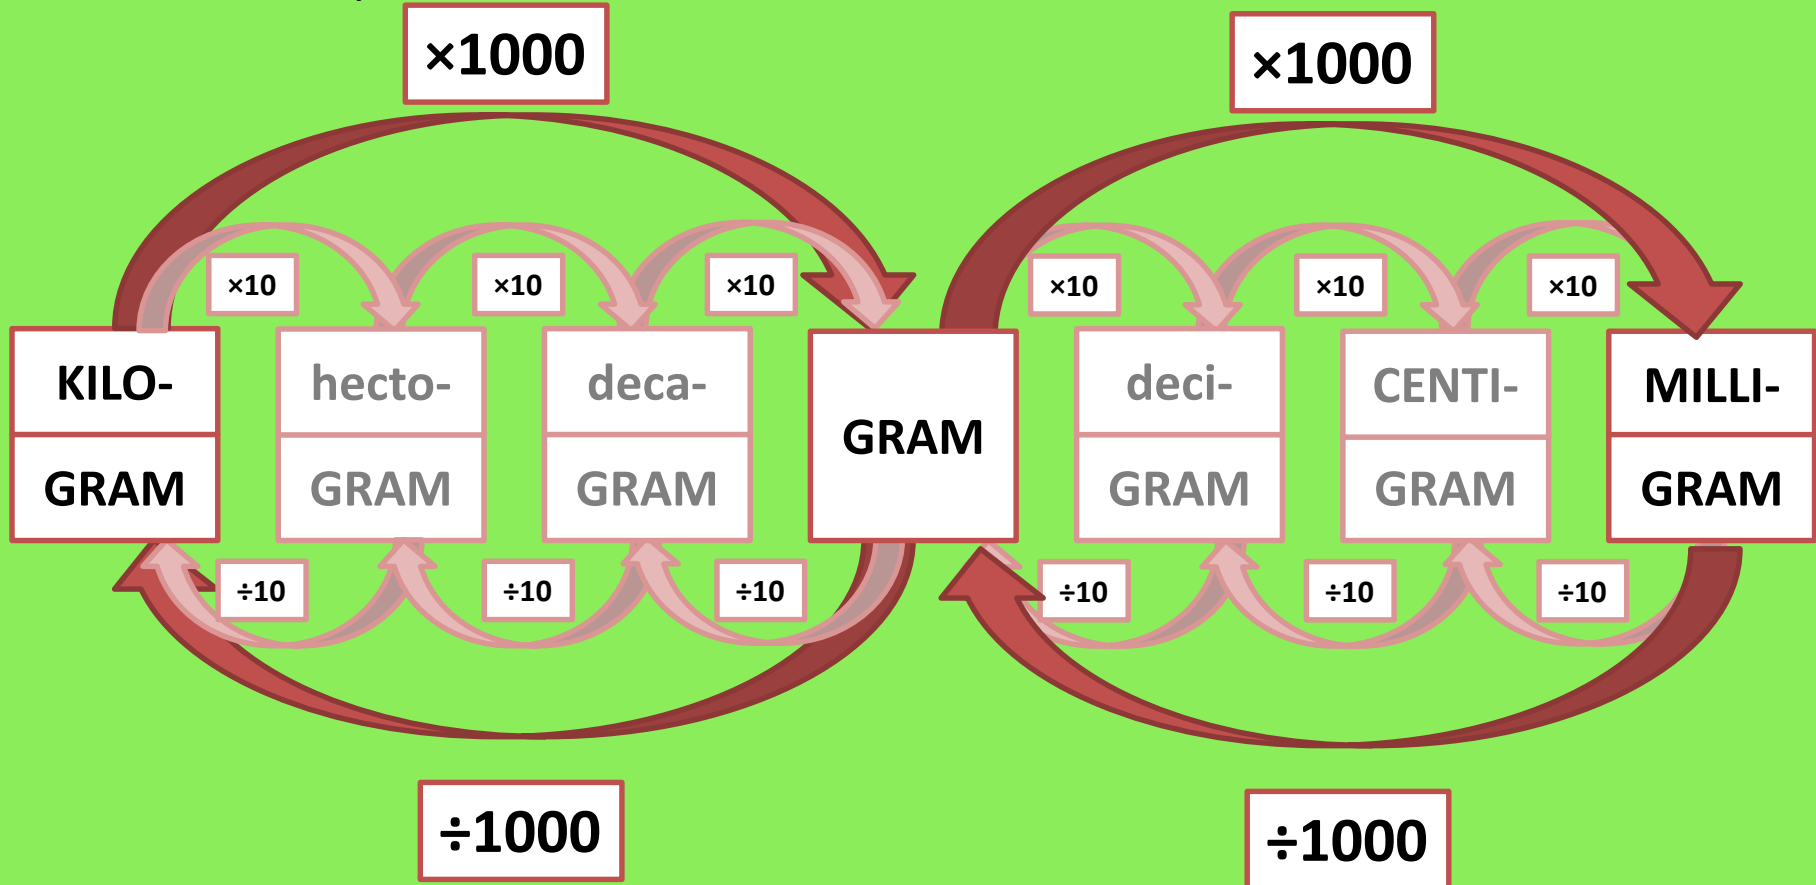 ×1000 ×1000
×10 ×10 ×10 ×10 ×10 ×10
KILO- hecto- deca- deci- CENTI- MILLI-
GRAM GRAM GRAM GRAM GRAM GRAM GRAM
÷10 ÷10 ÷10 ÷10 ÷10 ÷10
÷1000 ÷1000